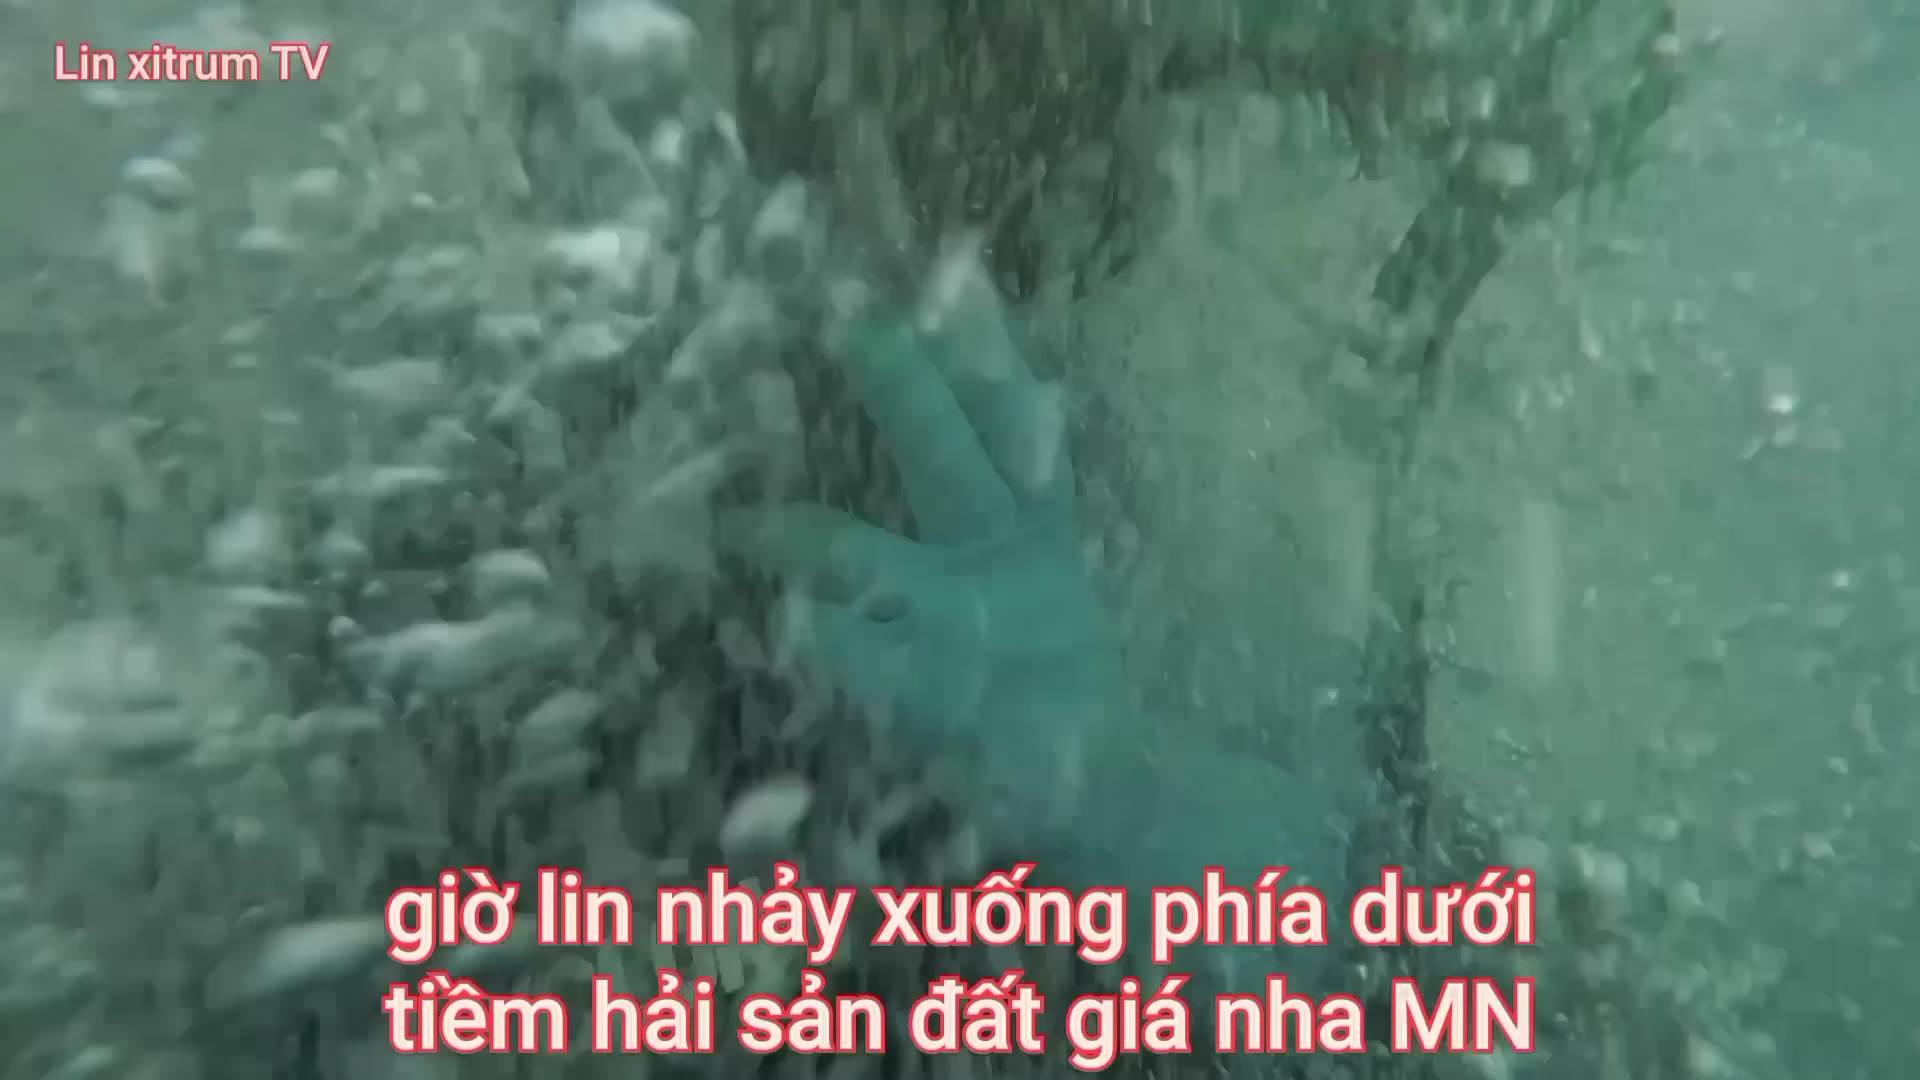 Lin xitrum TV
giờ lin nhảy xuống phía dưới
tiềm hải sản đất giá nha MN